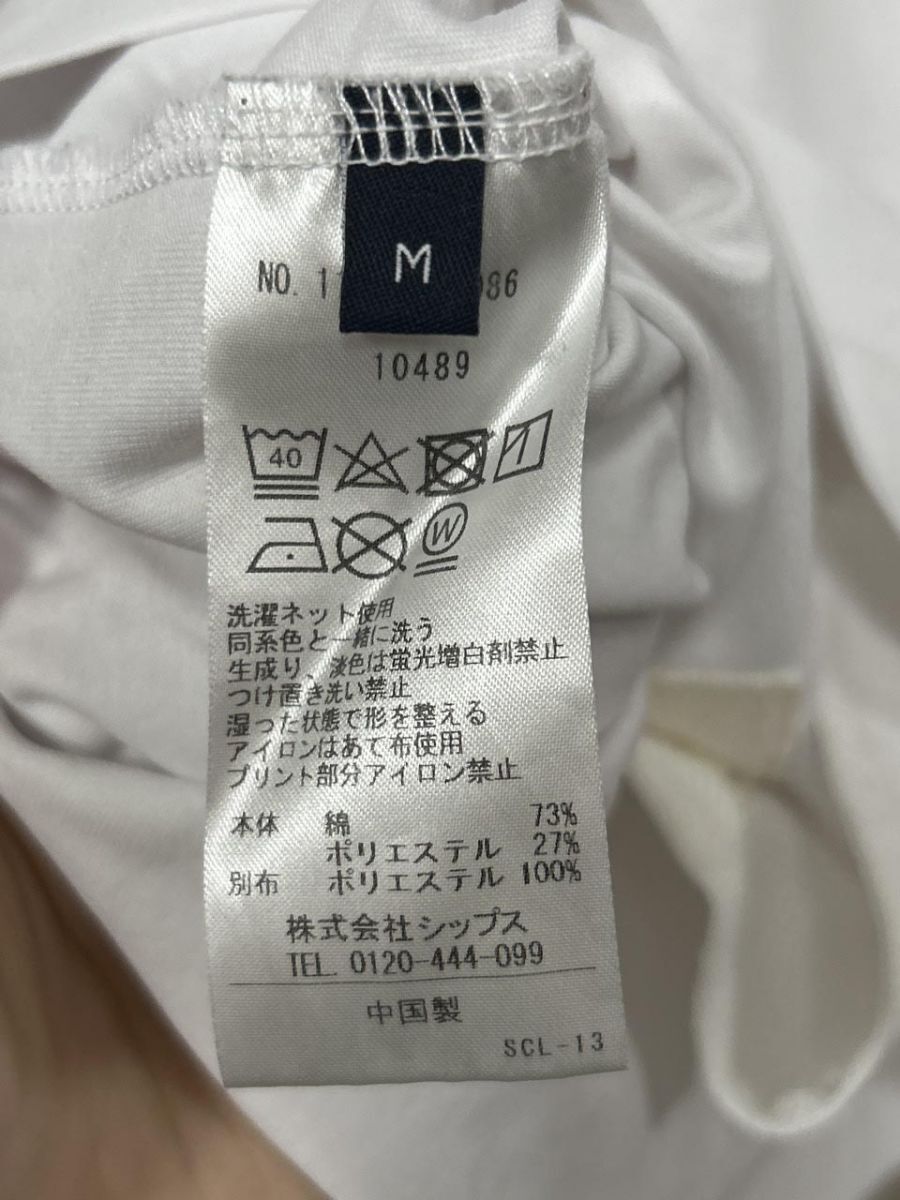 M
NO. 11 086
10489
40
W
洗濯ネット使用
同系色と一緒に洗う
生成り、淡色は蛍光増白剤禁止
つけ置き洗い禁止
湿った状態で形を整える
アイロンはあて布使用
プリント部分アイロン禁止
本体 綿 73%
ポリエステル 27%
別布 ポリエステル 100%
株式会社シップス
TEL. 0120-444-099
中国製
SCL-13